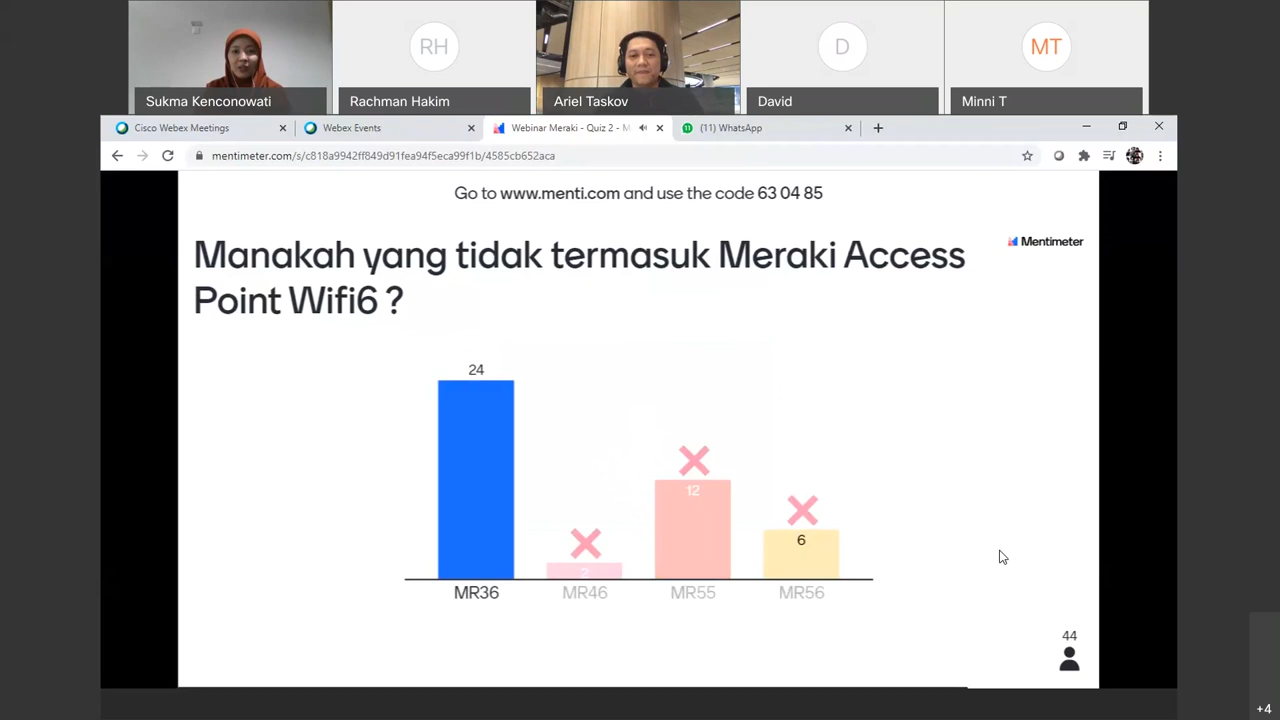 RH
D
MT
Sukma Kenconowati
Rachman Hakim
Ariel Taskov
David
Minni T
Cisco Webex Meetings
Webex Events
Webinar Meraki - Quiz 2 - M
(11) WhatsApp
mentimeter.com/s/c818a9942ff849d91fea94f5eca99f1b/4585cb652aca
Go to www.menti.com and use the code 63 04 85
Manakah yang tidak termasuk Meraki Access
Point Wifi6 ?
Mentimeter
24
12
6
2
MR36
MR46
MR55
MR56
44
+4